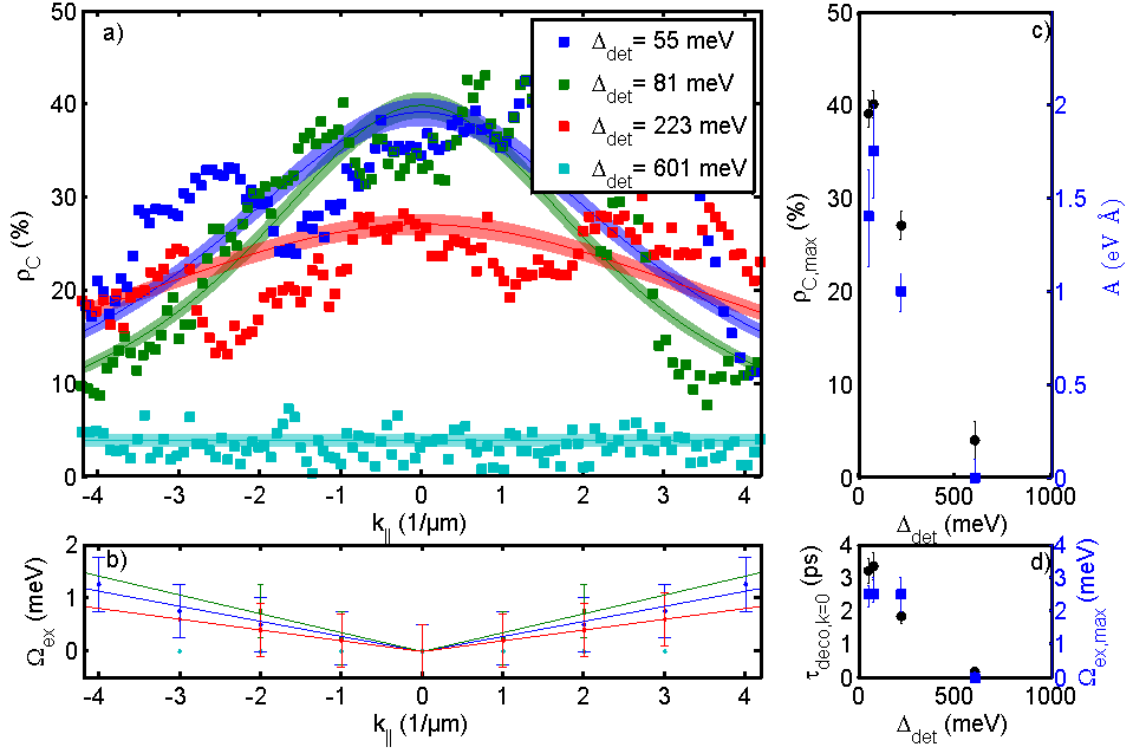 a)
Δdet= 55 meV
Δdet= 81 meV
Δdet= 223 meV
Δdet= 601 meV
50
40
30
20
10
0
ρC (%)
-4 -3 -2 -1 0 1 2 3 4
k|| (1/µm)
b)
2
1
0
Ωex (meV)
-4 -3 -2 -1 0 1 2 3 4
k|| (1/µm)
c)
50
40
30
20
10
0
ρC,max (%)
2
1.5
1
0.5
0
A (eV Å)
0 500 1000
Δdet (meV)
d)
4
3
2
1
0
τdeco,k=0 (ps)
4
3
2
1
0
Ωex,max (meV)
0 500 1000
Δdet (meV)